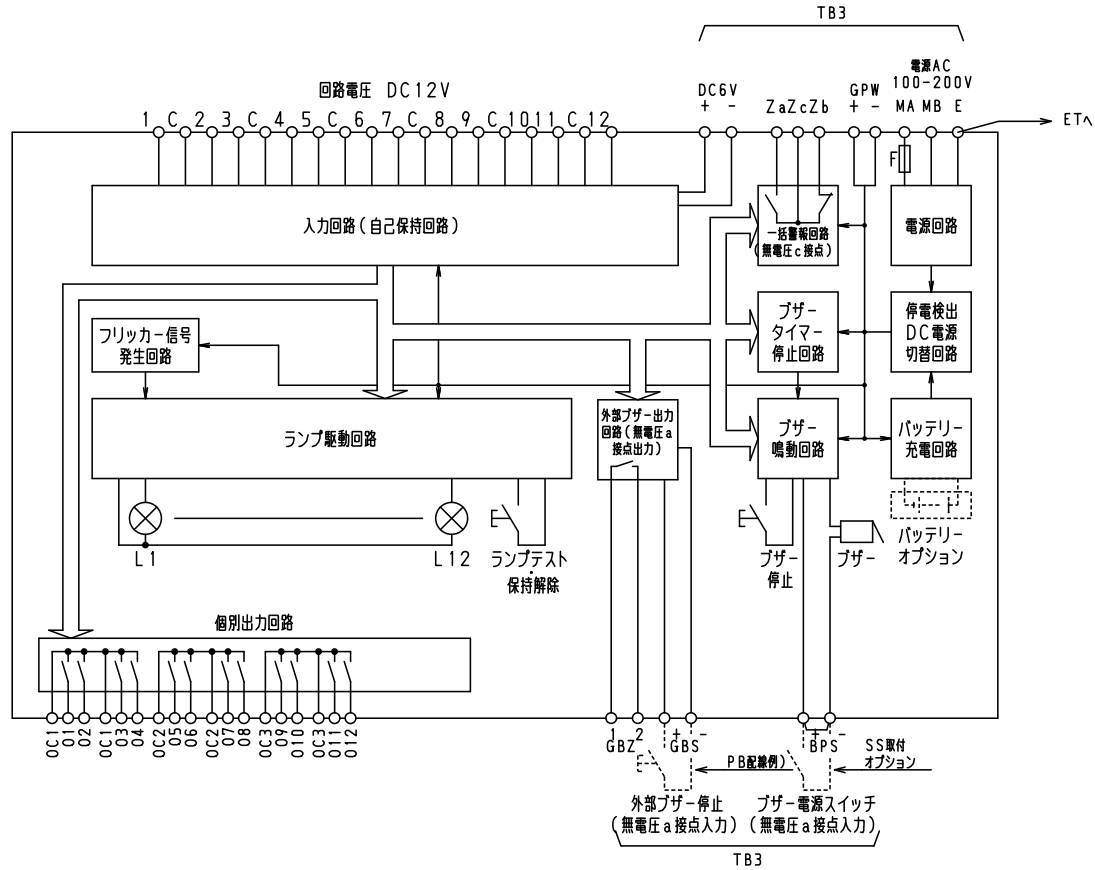 TB3
電源AC
100-200V
回路電圧 DC12V
DC6V
GPW
+ -
ZaZcZb
+ -
MA MB E
1 C 2 3 C 4 5 C 6 7 C 8 9 C 10 11 C 12
ETへ
F
入力回路(自己保持回路)
一括警報回路
(無電圧c接点)
電源回路
フリッカー信号
発生回路
ブザー
タイマー
停止回路
停電検出
DC電源
切替回路
ランプ駆動回路
外部ブザー出力
回路(無電圧a
接点出力)
ブザー
鳴動回路
バッテリー
充電回路
L1
L12
ランプテスト
・
保持解除
ブザー
停止
ブザー
バッテリー
オプション
個別出力回路
OC1 O1 O2 OC1 O3 O4 OC2 O5 O6 OC2 O7 O8 OC3 O9 O10 OC3 O11 O12
1 2
GBZ
+ -
GBS
+ -
BPS
PB配線例)
SS取付
オプション
外部ブザー停止
(無電圧a接点入力)
ブザー電源スイッチ
(無電圧a接点入力)
TB3